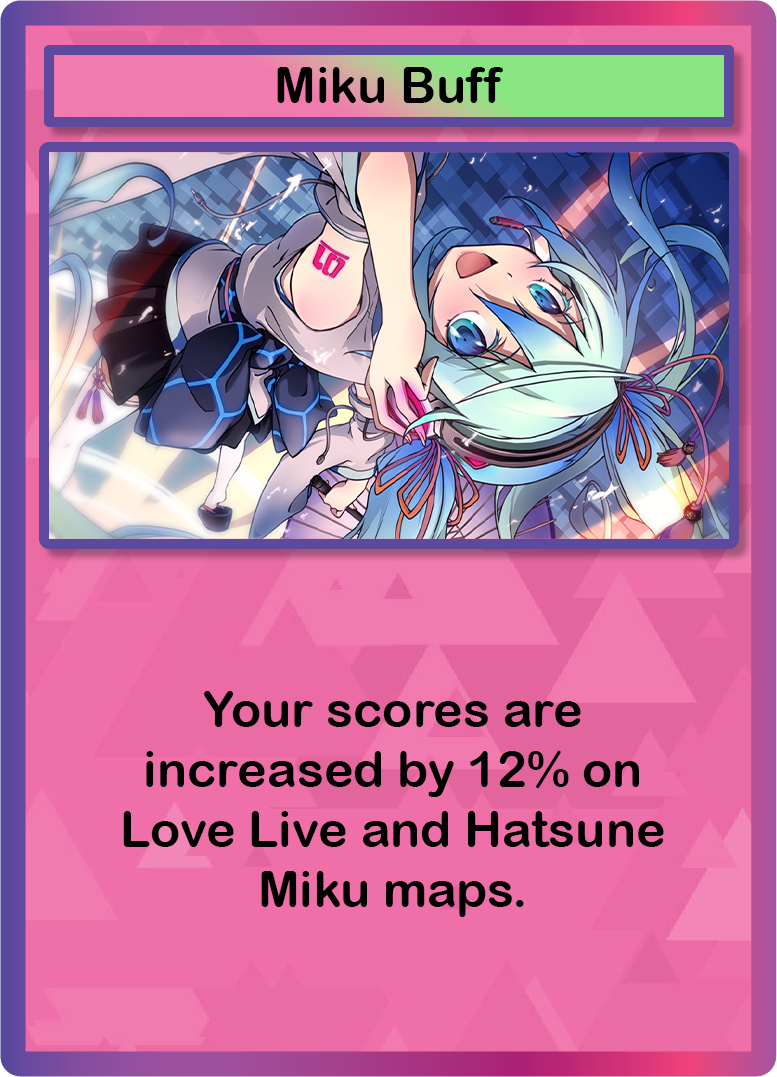 Miku Buff
Your scores are
increased by 12% on
Love Live and Hatsune
Miku maps.